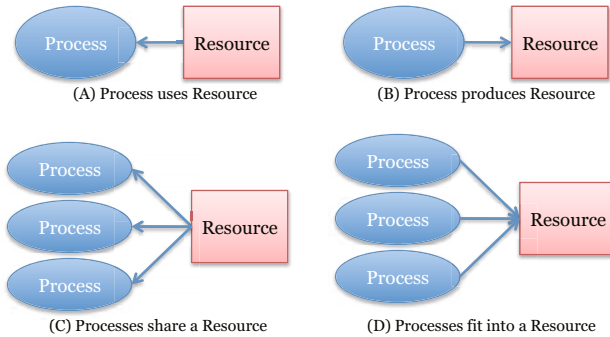 Process
Resource
(A) Process uses Resource
Process
Resource
(B) Process produces Resource
Process
Process
Process
Resource
(C) Processes share a Resource
Process
Process
Process
Resource
(D) Processes fit into a Resource